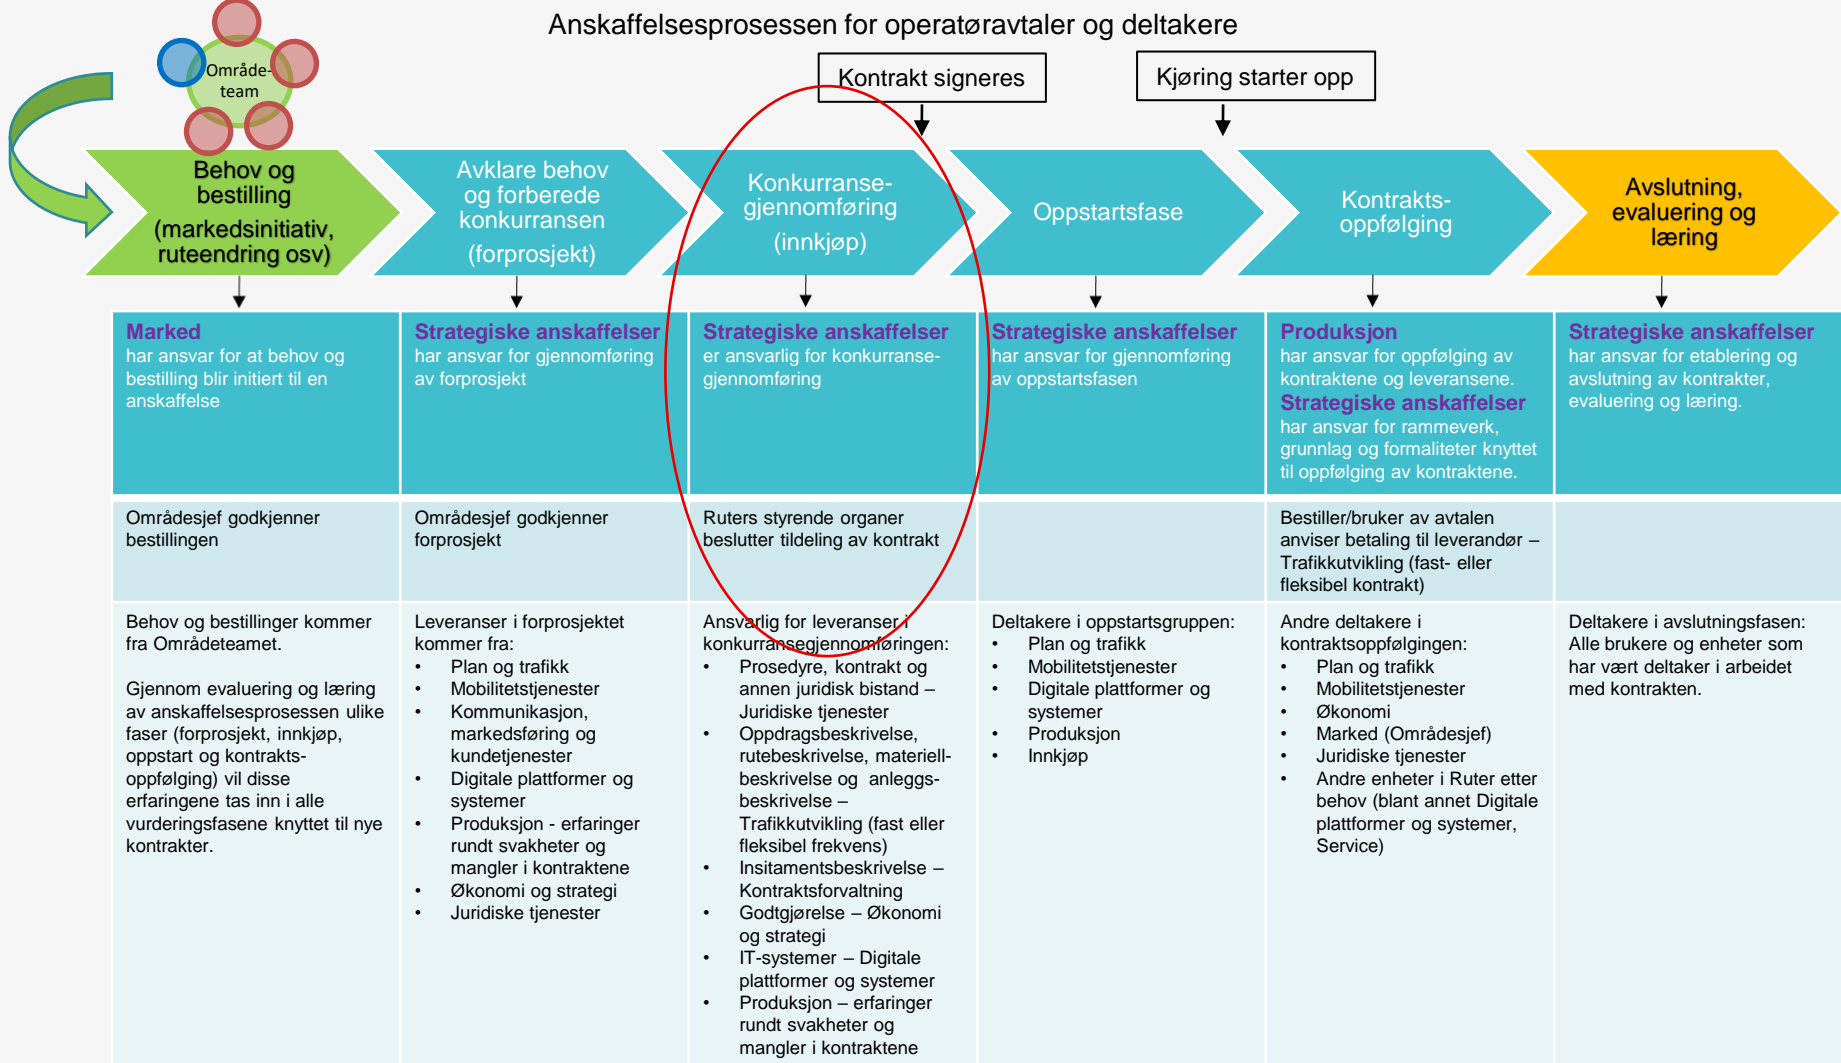 Anskaffelsesprosessen for operatøravtaler og deltakere
Område-
team
Kontrakt signeres
Kjøring starter opp
Behov og
bestilling
(markedsinitiativ,
ruteendring osv)
Avklare behov
og forberede
konkurransen
(forprosjekt)
Konkurranse-
gjennomføring
(innkjøp)
Oppstartsfase
Kontrakts-
oppfølging
Avslutning,
evaluering og
læring
Marked
har ansvar for at behov og
bestilling blir initiert til en
anskaffelse
Strategiske anskaffelser
har ansvar for gjennomføring
av forprosjekt
Strategiske anskaffelser
er ansvarlig for konkurranse-
gjennomføring
Strategiske anskaffelser
har ansvar for gjennomføring
av oppstartsfasen
Produksjon
har ansvar for oppfølging av
kontraktene og leveransene.
Strategiske anskaffelser
har ansvar for rammeverk,
grunnlag og formaliteter knyttet
til oppfølging av kontraktene.
Strategiske anskaffelser
har ansvar for etablering og
avslutning av kontrakter,
evaluering og læring.
Områdesjef godkjenner
bestillingen
Områdesjef godkjenner
forprosjekt
Ruters styrende organer
beslutter tildeling av kontrakt
Bestiller/bruker av avtalen
anviser betaling til leverandør –
Trafikkutvikling (fast- eller
fleksibel kontrakt)
Behov og bestillinger kommer
fra Områdeteamet.
Gjennom evaluering og læring
av anskaffelsesprosessen ulike
faser (forprosjekt, innkjøp,
oppstart og kontrakts-
oppfølging) vil disse
erfaringene tas inn i alle
vurderingsfasene knyttet til nye
kontrakter.
Leveranser i forprosjektet
kommer fra:
• Plan og trafikk
• Mobilitetstjenester
• Kommunikasjon,
markedsføring og
kundetjenester
• Digitale plattformer og
systemer
• Produksjon - erfaringer
rundt svakheter og
mangler i kontraktene
• Økonomi og strategi
• Juridiske tjenester
Ansvarlig for leveranser i
konkurransegjennomføringen:
• Prosedyre, kontrakt og
annen juridisk bistand –
Juridiske tjenester
• Oppdragsbeskrivelse,
rutebeskrivelse, materiell-
beskrivelse og anleggs-
beskrivelse –
Trafikkutvikling (fast eller
fleksibel frekvens)
• Insitamentsbeskrivelse –
Kontraktsforvaltning
• Godtgjørelse – Økonomi
og strategi
• IT-systemer – Digitale
plattformer og systemer
• Produksjon – erfaringer
rundt svakheter og
mangler i kontraktene
Deltakere i oppstartsgruppen:
• Plan og trafikk
• Mobilitetstjenester
• Digitale plattformer og
systemer
• Produksjon
• Innkjøp
Andre deltakere i
kontraktsoppfølgingen:
• Plan og trafikk
• Mobilitetstjenester
• Økonomi
• Marked (Områdesjef)
• Juridiske tjenester
• Andre enheter i Ruter etter
behov (blant annet Digitale
plattformer og systemer,
Service)
Deltakere i avslutningsfasen:
Alle brukere og enheter som
har vært deltaker i arbeidet
med kontrakten.